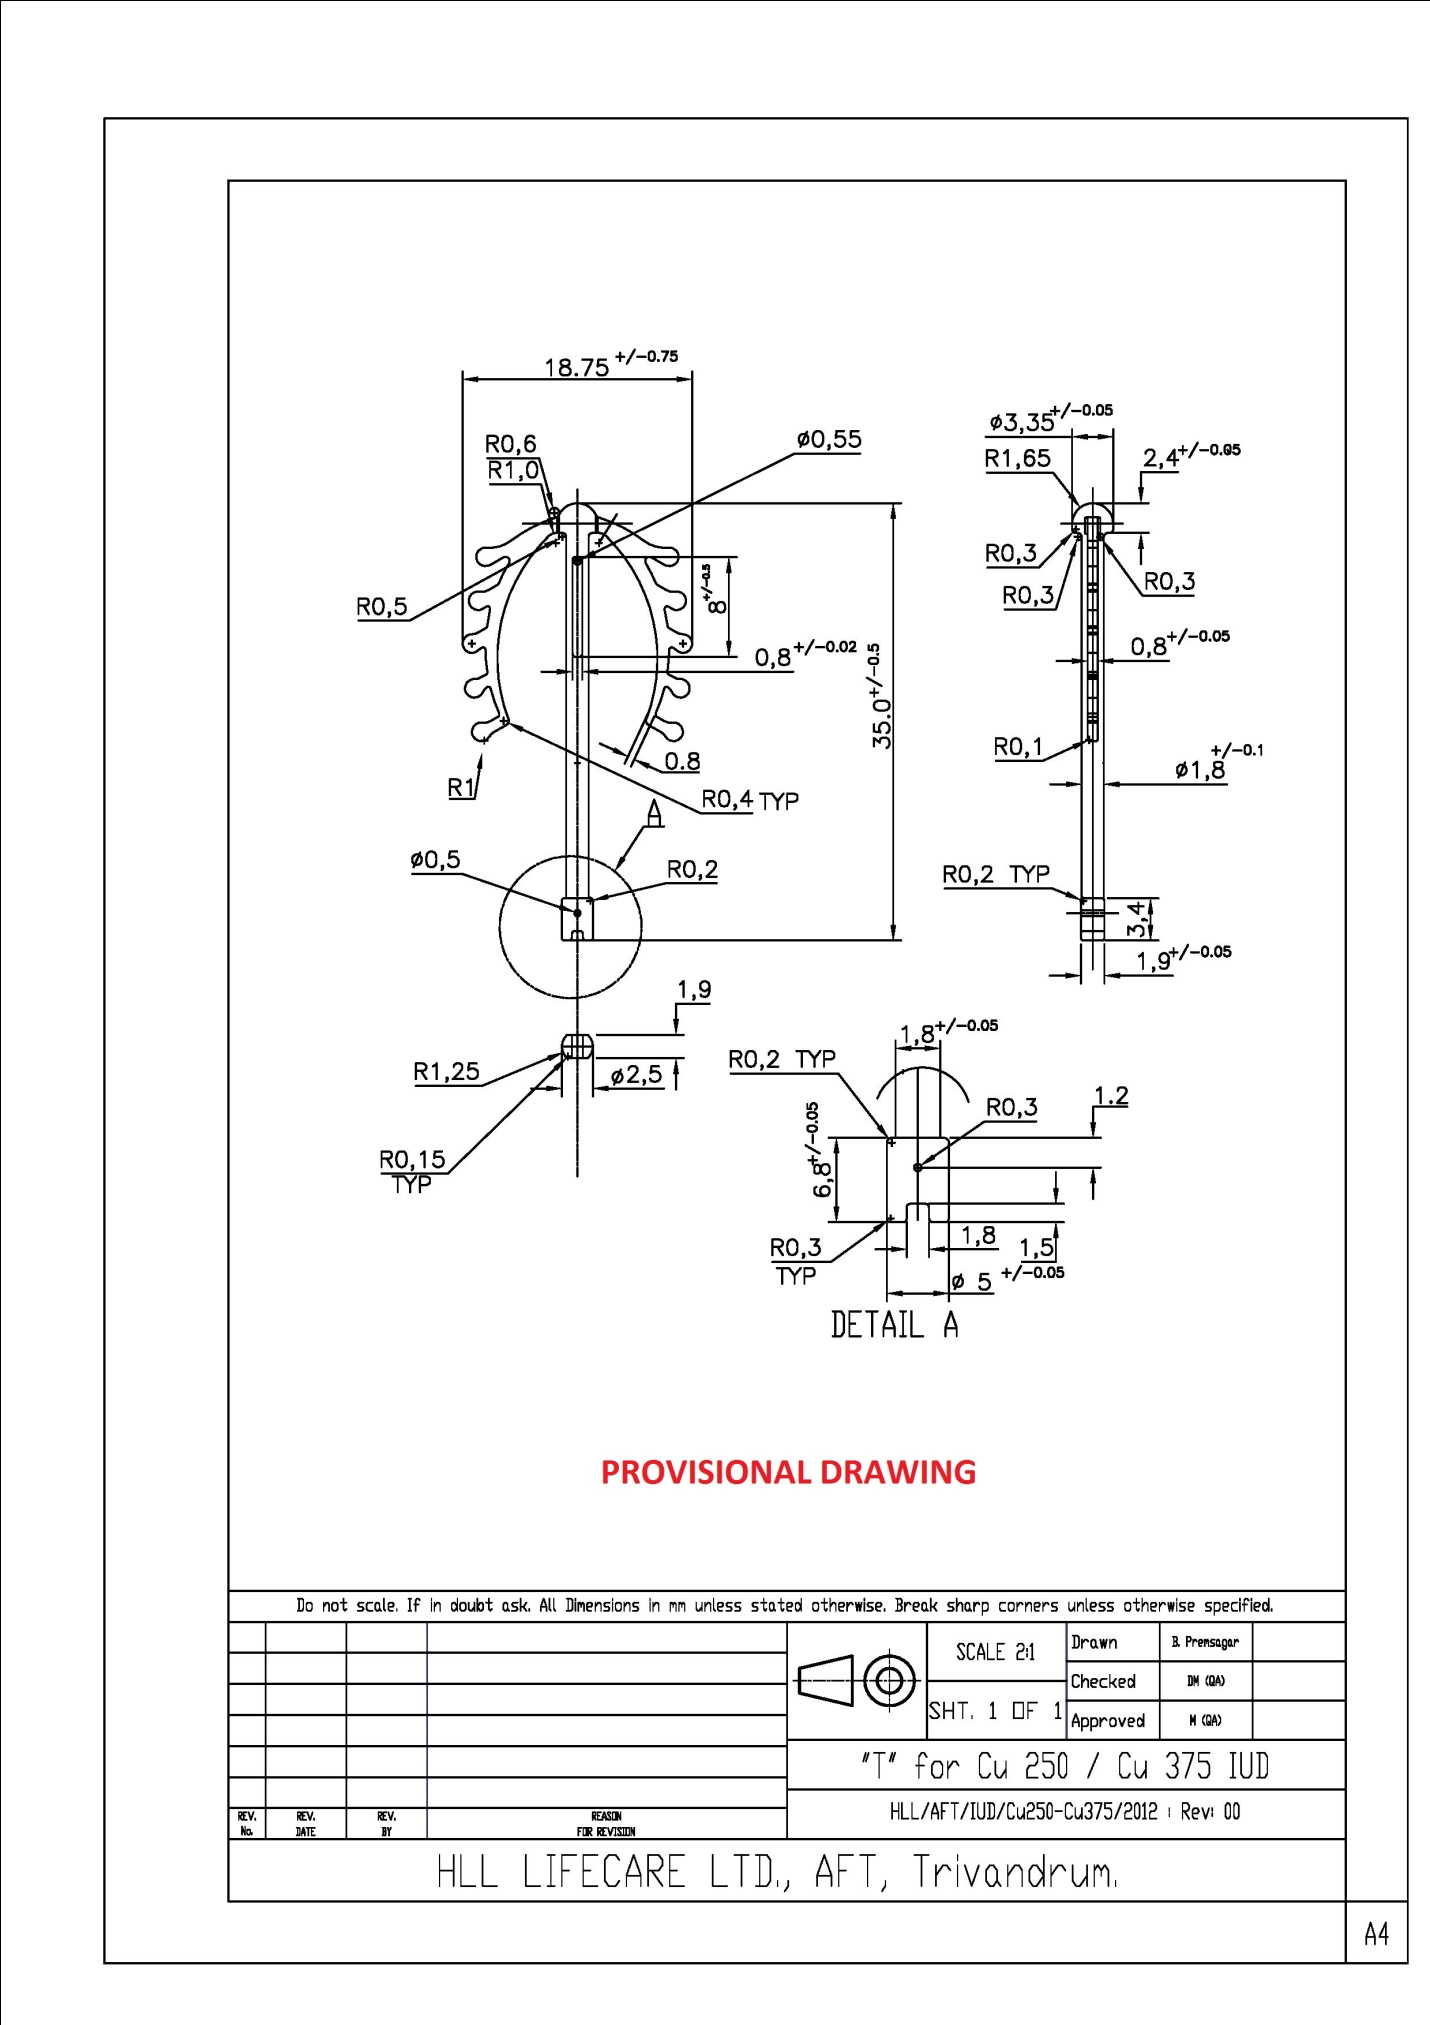 18.75 +/-0.75
R0,6
R1,0
ø0,55
R0,5
8 +/-0.5
0,8 +/-0.02
35.0 +/-0.5
0.8
R1
R0,4 TYP
A
ø0,5
R0,2
1,9
R1,25
ø2,5
R0,15
TYP
ø3,35 +/-0.05
R1,65
2,4 +/-0.05
R0,3
R0,3
R0,3
0,8 +/-0.05
R0,1
+/-0.1
ø1,8
R0,2 TYP
3,4
1,9 +/-0.05
1,8 +/-0.05
R0,2 TYP
R0,3
1.2
6,8 +/-0.05
R0,3
TYP
1,8
1,5
ø 5 +/-0.05
DETAIL A
PROVISIONAL DRAWING
Do not scale. If in doubt ask. All Dimensions in mm unless stated otherwise. Break sharp corners unless otherwise specified.
SCALE 2:1
SHT. 1 OF 1
Drawn B. Premsagar
Checked DM (QA)
Approved M (QA)
"T" for Cu 250 / Cu 375 IUD
HLL/AFT/IUD/Cu250-Cu375/2012 : Rev: 00
REV. No.
REV. DATE
REV. BY
REASON FOR REVISION
HLL LIFECARE LTD., AFT, Trivandrum.
A4